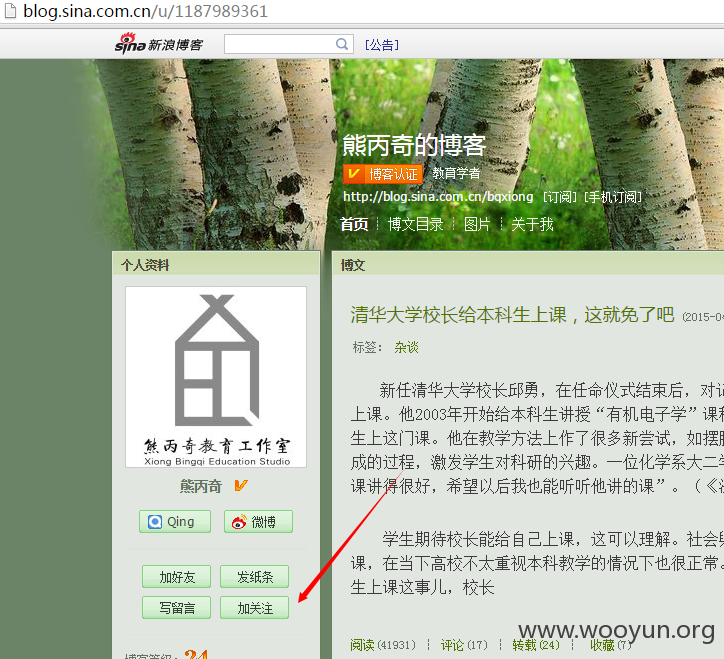 blog.sina.com.cn/u/1187989361
sina 新浪博客 [公告]
熊丙奇的博客
博客认证 教育学者
http://blog.sina.com.cn/bqxiong [订阅] [手机订阅]
首页 博文目录 图片 关于我
个人资料
熊丙奇教育工作室
Xiong Bingqi Education Studio
熊丙奇
Qing 微博
加好友 发纸条
写留言 加关注
博客等级: 24
博文
清华大学校长给本科生上课，这就免了吧 (2015-0
标签: 杂谈
新任清华大学校长邱勇，在任命仪式结束后，对记
上课。他2003年开始给本科生讲授“有机电子学”课程
生上这门课。他在教学方法上作了很多新尝试，如摆脱
成的过程，激发学生对科研的兴趣。一位化学系大二学
课讲得很好，希望以后我也能听听他讲的课”。（《
学生期待校长能给自己上课，这可以理解。社会舆
课，在当下高校不太重视本科教学的情况下也很正常。
生上课这事儿，校长
阅读(41931) ┆ 评论(17) ┆ 转载(24) ┆ 收藏(7)
www.wooyun.org